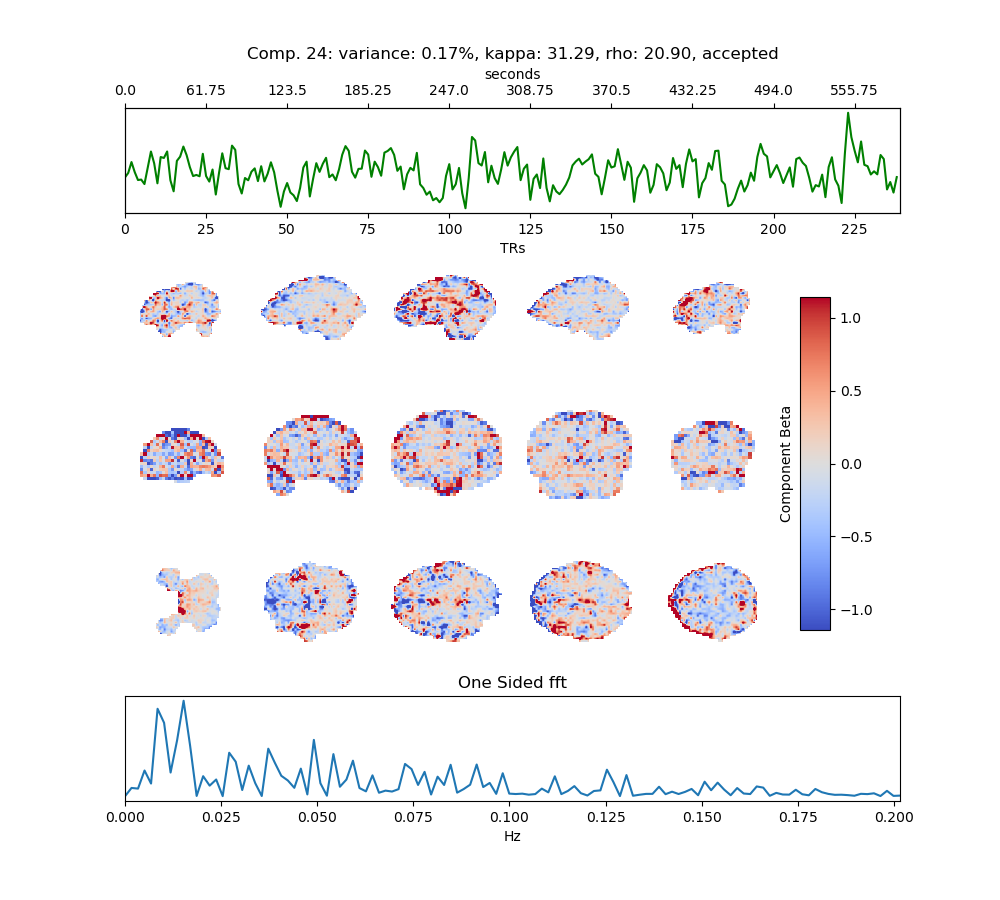 Comp. 24: variance: 0.17%, kappa: 31.29, rho: 20.90, accepted
seconds
0.0 61.75 123.5 185.25 247.0 308.75 370.5 432.25 494.0 555.75
0 25 50 75 100 125 150 175 200 225
TRs
1.0
0.5
0.0
−0.5
−1.0
Component Beta
One Sided fft
0.000 0.025 0.050 0.075 0.100 0.125 0.150 0.175 0.200
Hz